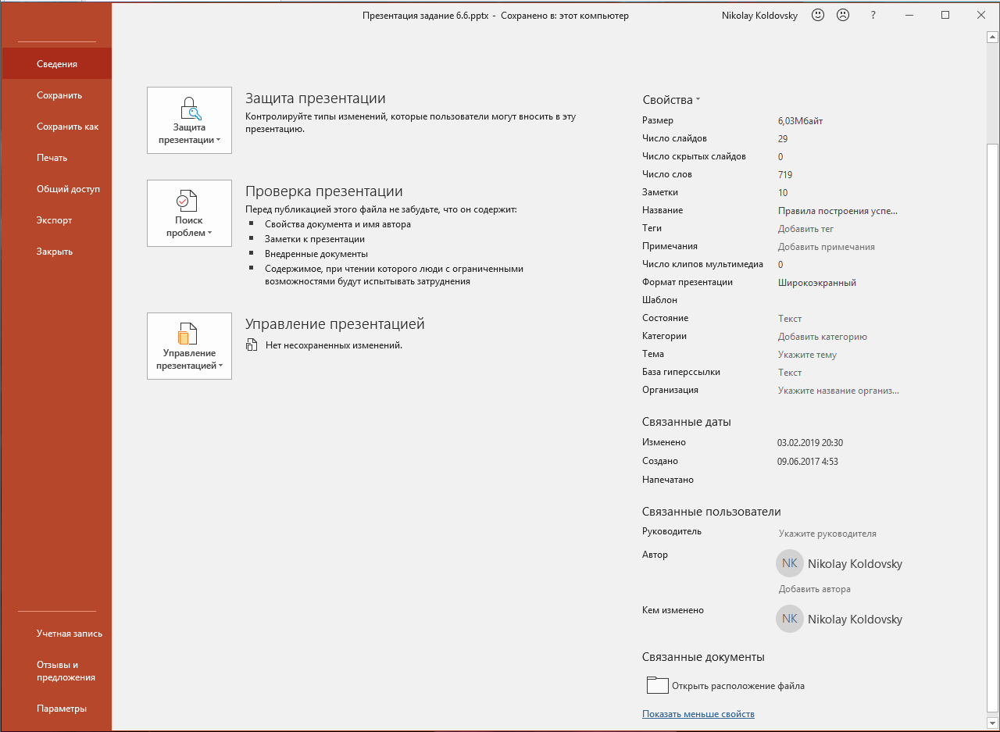 Презентация задание 6.6.pptx - Сохранено в: этот компьютер
Nikolay Koldovsky
?
Сведения
Сохранить
Сохранить как
Печать
Общий доступ
Экспорт
Закрыть
Учетная запись
Отзывы и
предложения
Параметры
Защита
презентации
Защита презентации
Контролируйте типы изменений, которые пользователи могут вносить в эту
презентацию.
Поиск
проблем
Проверка презентации
Перед публикацией этого файла не забудьте, что он содержит:
Свойства документа и имя автора
Заметки к презентации
Внедренные документы
Содержимое, при чтении которого люди с ограниченными
возможностями будут испытывать затруднения
Управление
презентацией
Управление презентацией
Нет несохраненных изменений.
Свойства
Размер 6,03Мбайт
Число слайдов 29
Число скрытых слайдов 0
Число слов 719
Заметки 10
Название Правила построения успе...
Теги Добавить тег
Примечания Добавить примечания
Число клипов мультимедиа 0
Формат презентации Широкоэкранный
Шаблон
Состояние Текст
Категории Добавить категорию
Тема Укажите тему
База гиперссылки Текст
Организация Укажите название организ...
Связанные даты
Изменено 03.02.2019 20:30
Создано 09.06.2017 4:53
Напечатано
Связанные пользователи
Руководитель Укажите руководителя
Автор NK Nikolay Koldovsky
Добавить автора
Кем изменено NK Nikolay Koldovsky
Связанные документы
Открыть расположение файла
Показать меньше свойств